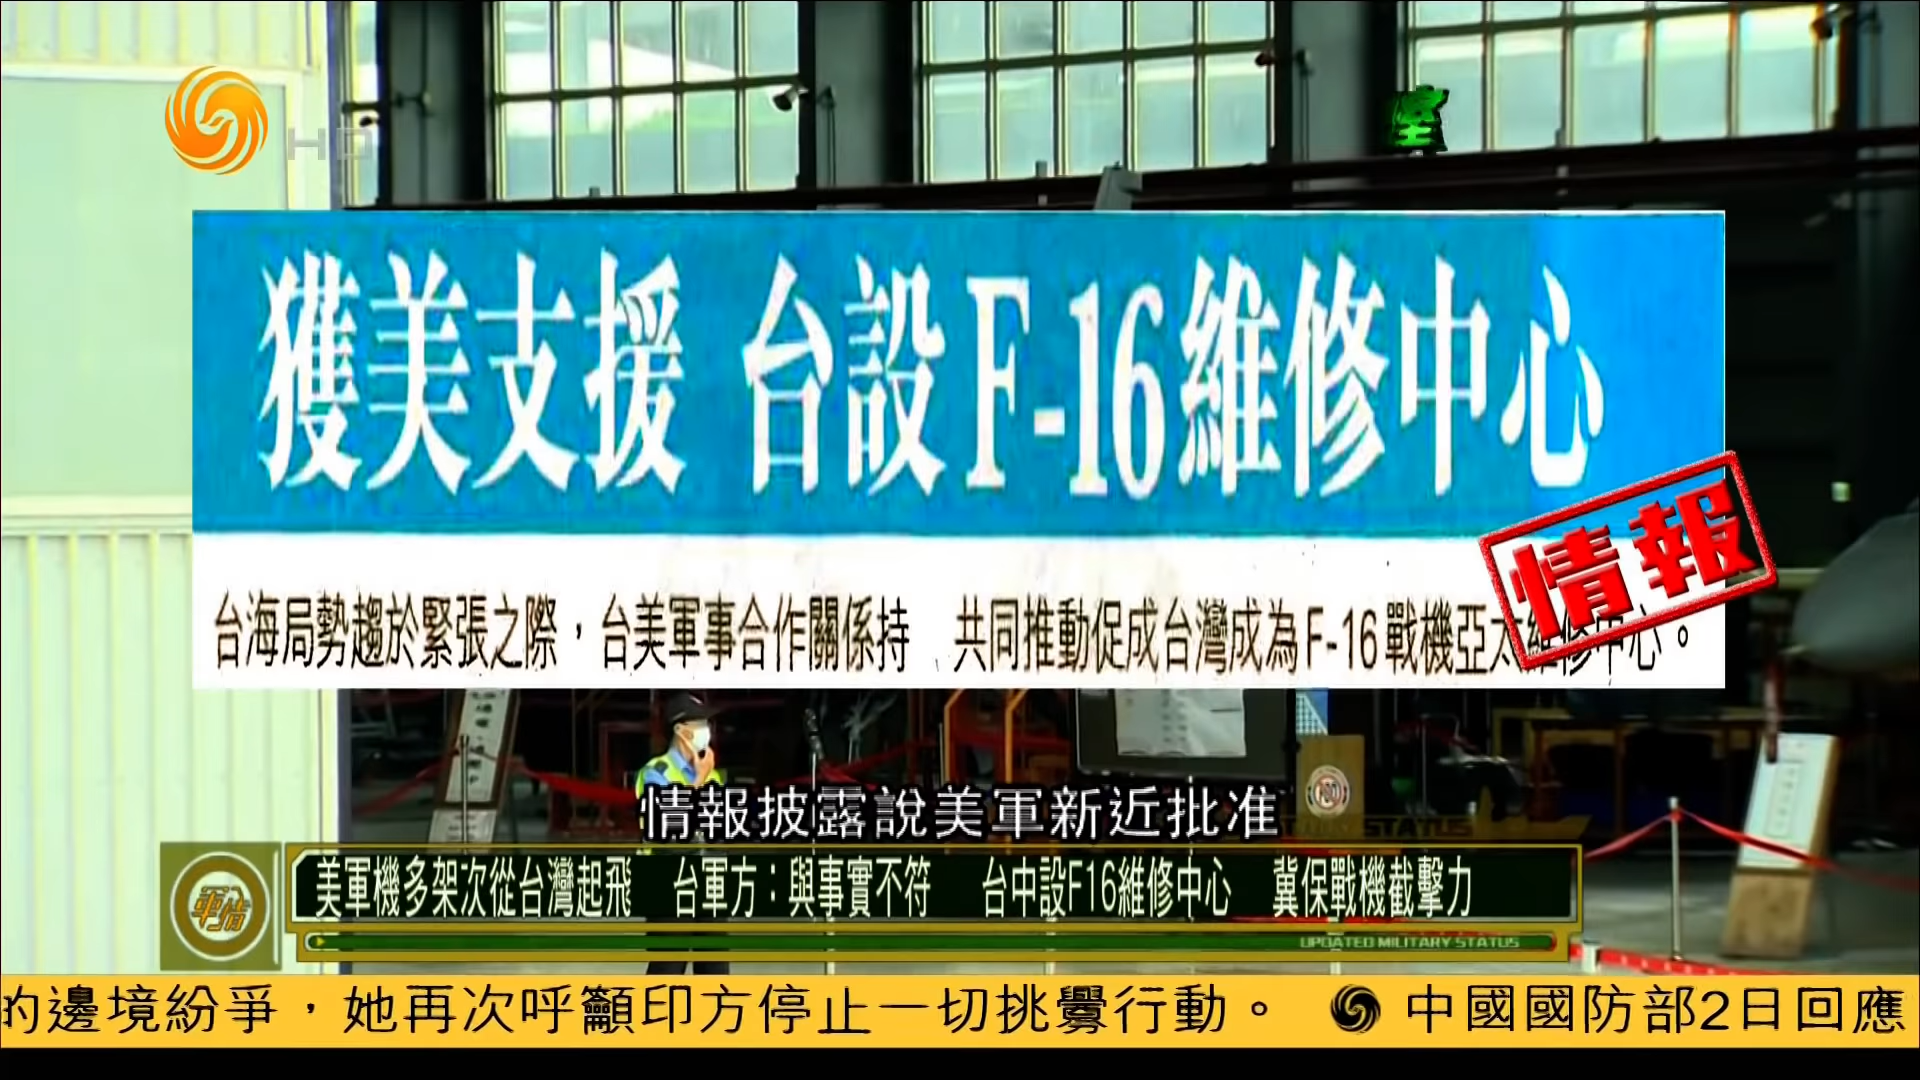 HD
獲美支援 台設F-16維修中心
台海局勢趨於緊張之際，台美軍事合作關係持 共同推動促成台灣成為F-16戰機亞太維修中心。
情報
情報披露說美軍新近批准
軍情
美軍機多架次從台灣起飛 台軍方：與事實不符 台中設F16維修中心 冀保戰機截擊力
UPDATED MILITARY STATUS
的邊境紛爭，她再次呼籲印方停止一切挑釁行動。 中國國防部2日回應